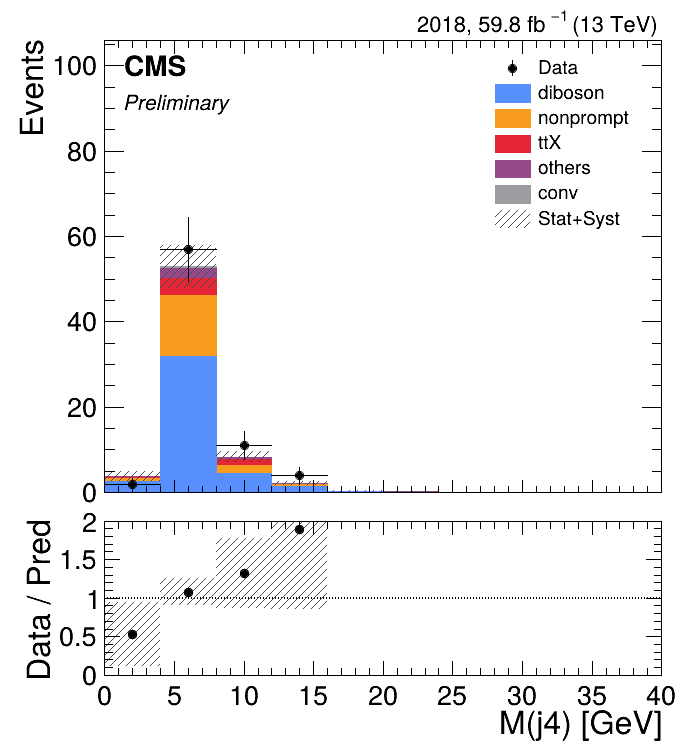 2018, 59.8 fb⁻¹ (13 TeV)
Events
100
80
60
40
20
0
CMS
Preliminary
Data
diboson
nonprompt
ttX
others
conv
Stat+Syst
Data / Pred
2
1.5
1
0.5
0
0 5 10 15 20 25 30 35 40
M(j4) [GeV]